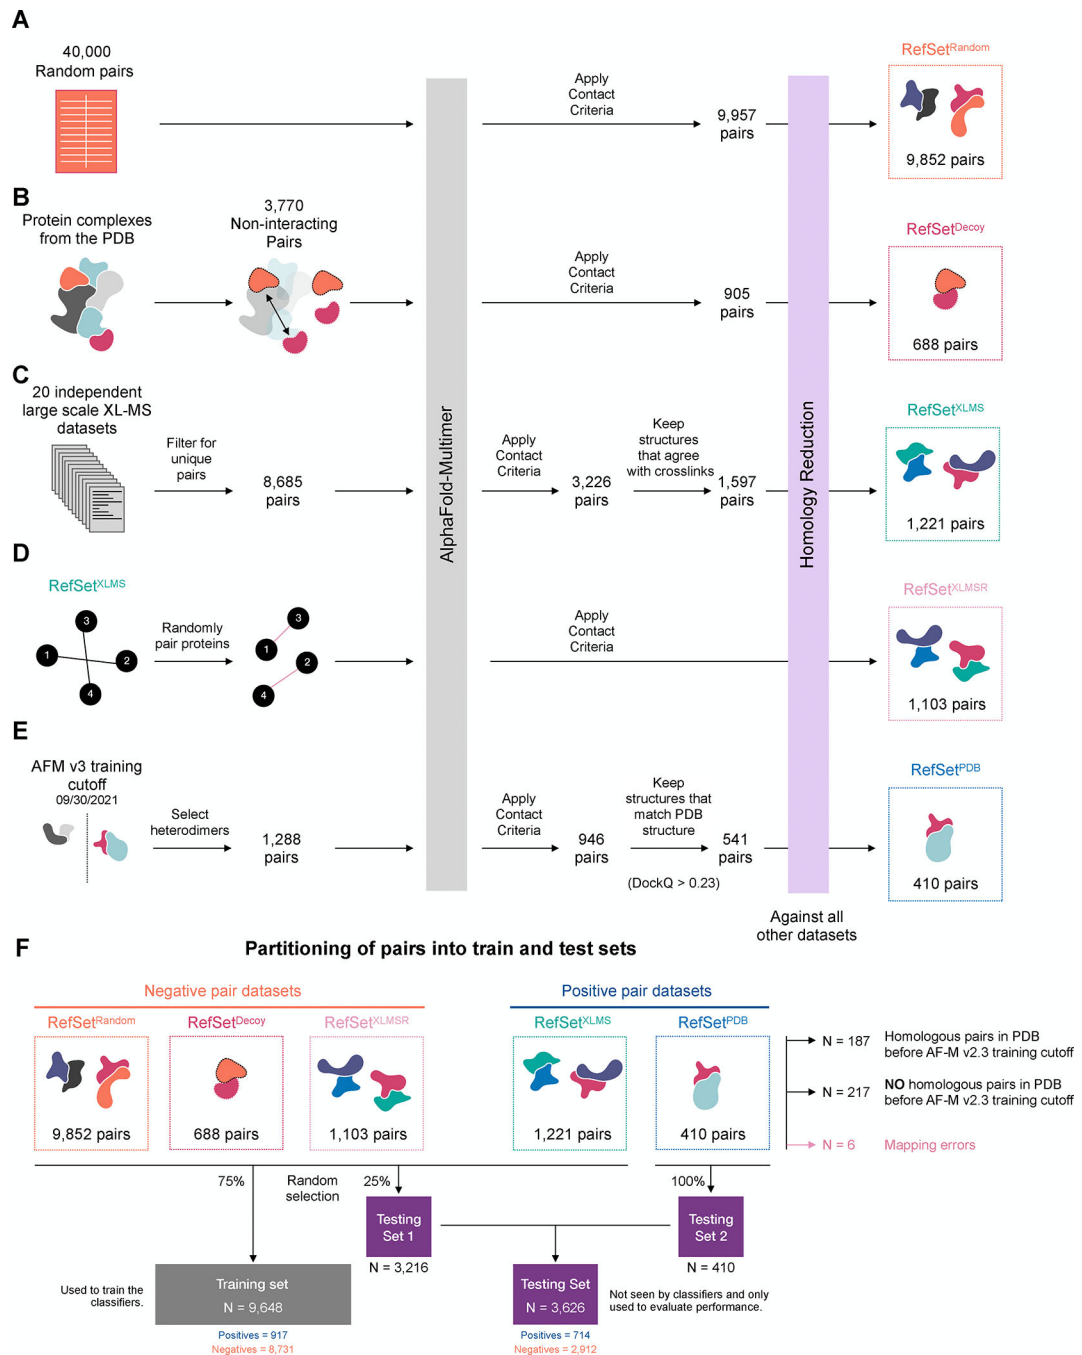 A
40,000
Random pairs
Apply
Contact
Criteria
9,957
pairs
RefSetRandom
9,852 pairs
B
Protein complexes
from the PDB
3,770
Non-interacting
Pairs
Apply
Contact
Criteria
905
pairs
RefSetDecoy
688 pairs
C
20 independent
large scale XL-MS
datasets
Filter for
unique
pairs
8,685
pairs
AlphaFold-Multimer
Apply
Contact
Criteria
3,226
pairs
Keep
structures
that agree
with crosslinks
1,597
pairs
Homology Reduction
RefSetXLMS
1,221 pairs
D
RefSetXLMS
3
1
2
4
Randomly
pair proteins
3
1
2
4
Apply
Contact
Criteria
RefSetXLMSR
1,103 pairs
E
AFM v3 training
cutoff
09/30/2021
Select
heterodimers
1,288
pairs
Apply
Contact
Criteria
946
pairs
Keep
structures that
match PDB
structure
(DockQ > 0.23)
541
pairs
RefSetPDB
410 pairs
Against all
other datasets
F
Partitioning of pairs into train and test sets
Negative pair datasets
Positive pair datasets
RefSetRandom
RefSetDecoy
RefSetXLMSR
RefSetXLMS
RefSetPDB
9,852 pairs
688 pairs
1,103 pairs
1,221 pairs
410 pairs
N = 187
Homologous pairs in PDB
before AF-M v2.3 training cutoff
N = 217
NO homologous pairs in PDB
before AF-M v2.3 training cutoff
N = 6
Mapping errors
75%
Random
selection
25%
100%
Testing
Set 1
N = 3,216
Testing
Set 2
N = 410
Used to train the
classifiers.
Training set
N = 9,648
Positives = 917
Negatives = 8,731
Testing Set
N = 3,626
Positives = 714
Negatives = 2,912
Not seen by classifiers and only
used to evaluate performance.